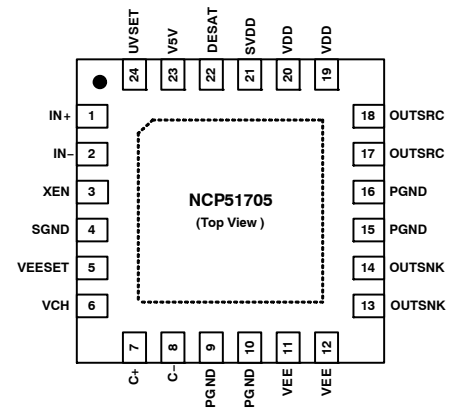 UVSET
V5V
DESAT
SVDD
VDD
VDD
24
23
22
21
20
19
IN+ 1
IN− 2
XEN 3
SGND 4
VEESET 5
VCH 6
NCP51705
(Top View )
18 OUTSRC
17 OUTSRC
16 PGND
15 PGND
14 OUTSNK
13 OUTSNK
7
8
9
10
11
12
C+
C−
PGND
PGND
VEE
VEE